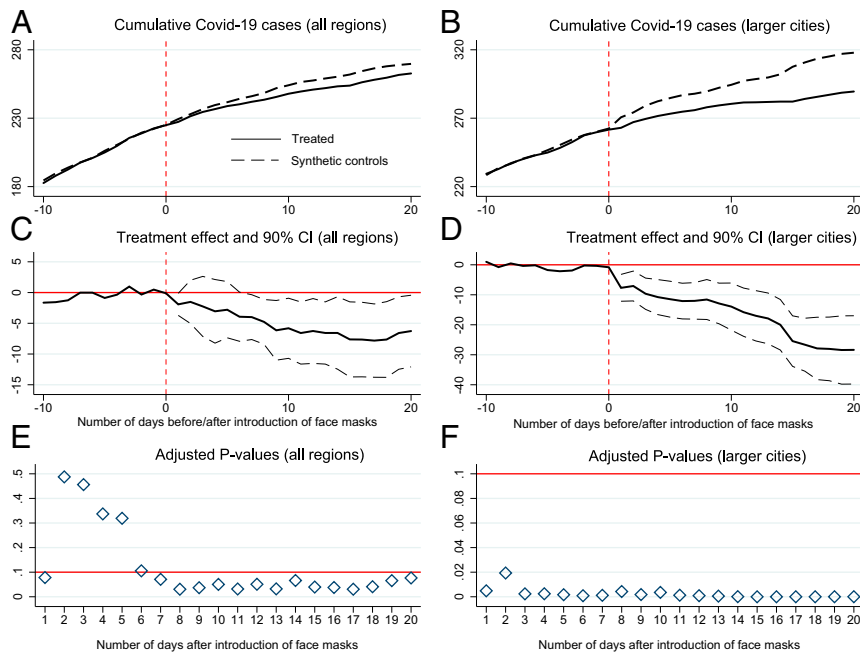 A
Cumulative Covid-19 cases (all regions)
280
230
180
Treated
Synthetic controls
-10
0
10
20
B
Cumulative Covid-19 cases (larger cities)
320
270
220
-10
0
10
20
C
Treatment effect and 90% CI (all regions)
5
0
-5
-10
-15
-10
0
10
20
Number of days before/after introduction of face masks
D
Treatment effect and 90% CI (larger cities)
0
-10
-20
-30
-40
-10
0
10
20
Number of days before/after introduction of face masks
E
Adjusted P-values (all regions)
.5
.4
.3
.2
.1
0
1 2 3 4 5 6 7 8 9 10 11 12 13 14 15 16 17 18 19 20
Number of days after introduction of face masks
F
Adjusted P-values (larger cities)
.1
.08
.06
.04
.02
0
1 2 3 4 5 6 7 8 9 10 11 12 13 14 15 16 17 18 19 20
Number of days after introduction of face masks